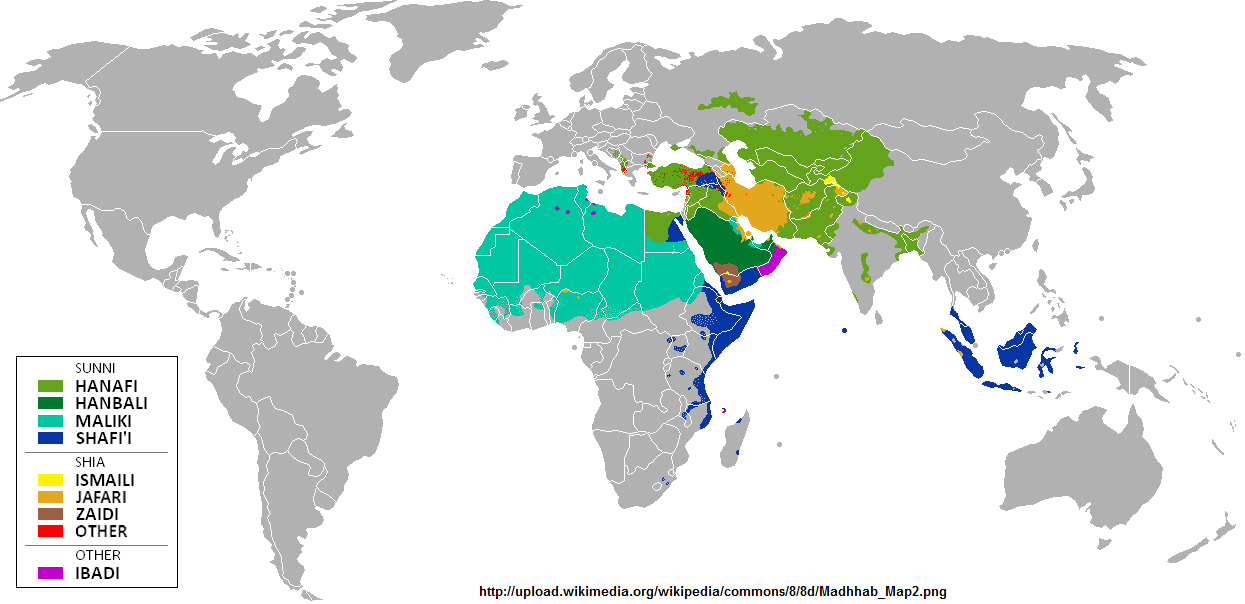 SUNNI
HANAFI
HANBALI
MALIKI
SHAFI'I
SHIA
ISMAILI
JAFARI
ZAIDI
OTHER
OTHER
IBADI
http://upload.wikimedia.org/wikipedia/commons/8/8d/Madhhab_Map2.png